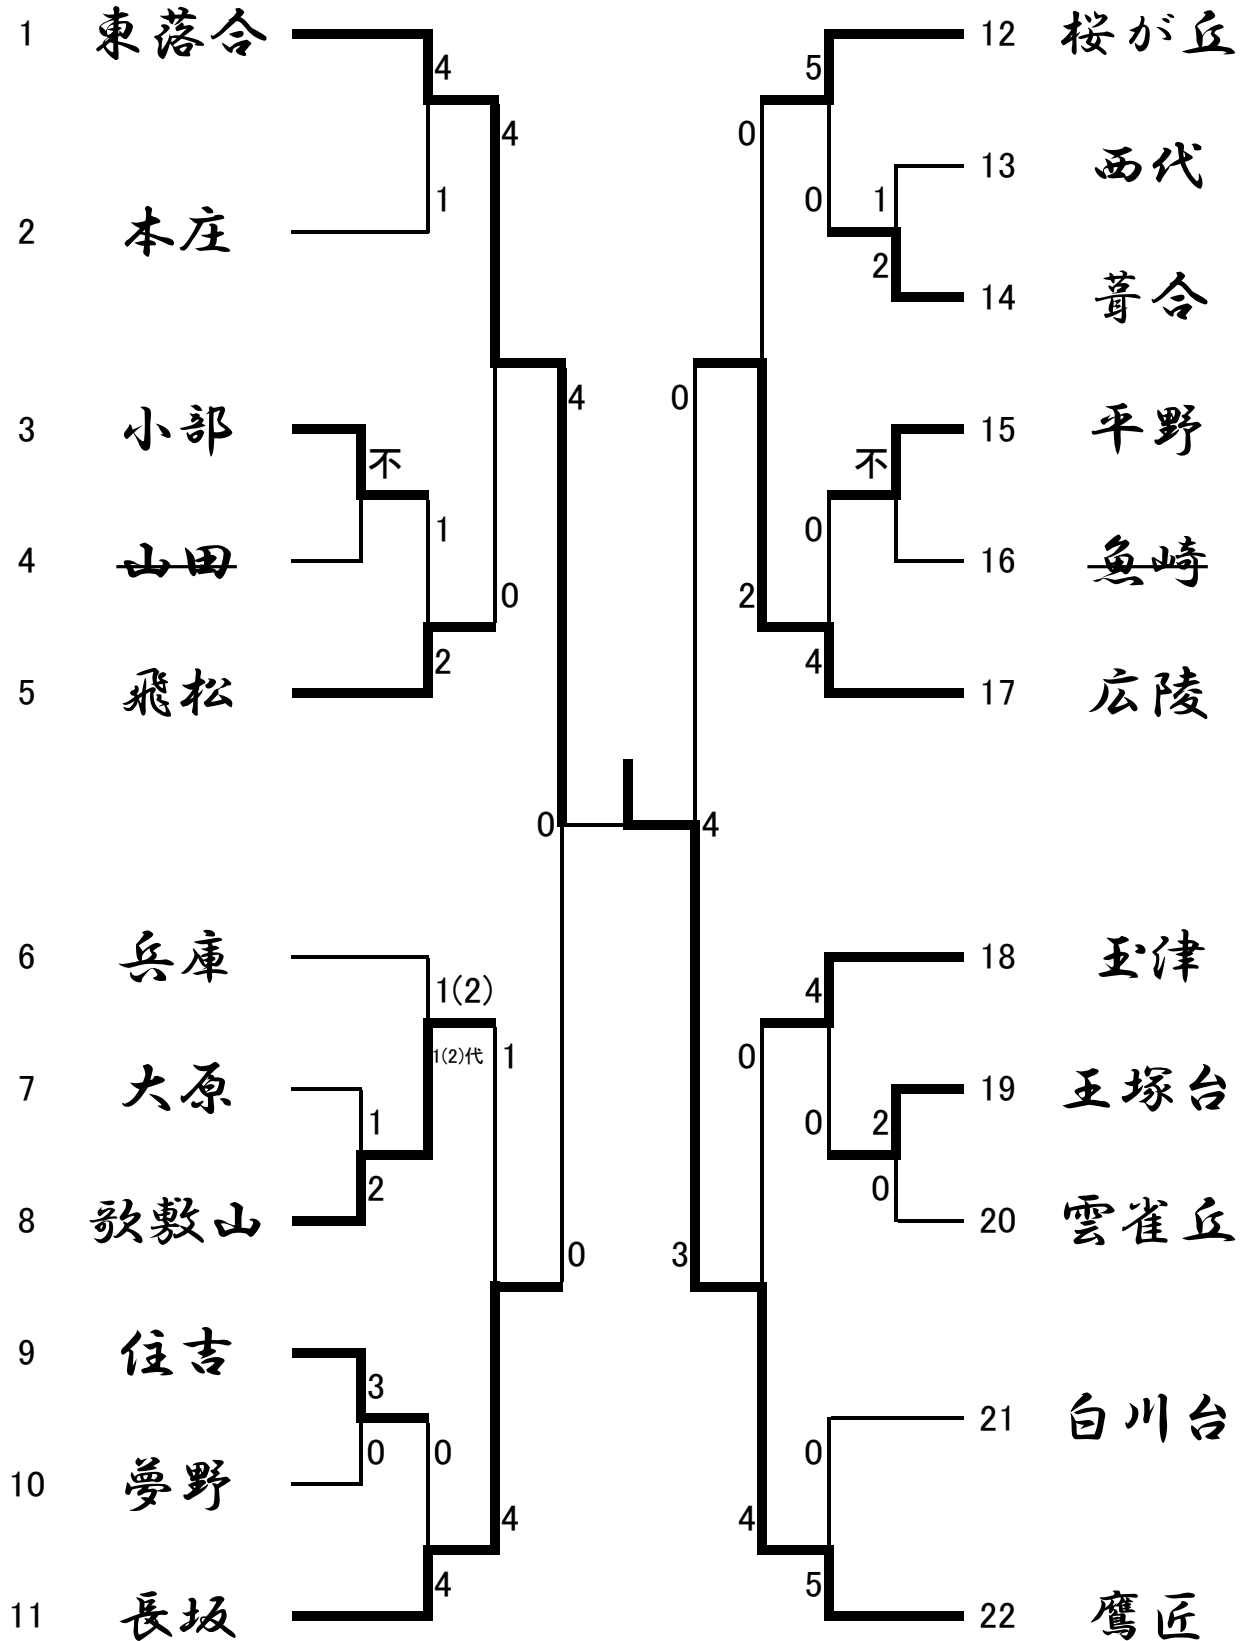 1 東落合
4
4
1
2 本庄
3 小部
不
4
1
4 山田
0
2
5 飛松
0
6 兵庫
1(2)
1(2)代
1
7 大原
1
2
8 歌敷山
0
9 住吉
3
0
0
10 夢野
4
4
11 長坂
12 桜が丘
5
0
13 西代
0
1
2
14 葺合
0
15 平野
不
0
16 魚崎
2
4
17 広陵
4
18 玉津
4
0
19 王塚台
0
2
0
20 雲雀丘
3
21 白川台
0
4
5
22 鷹匠